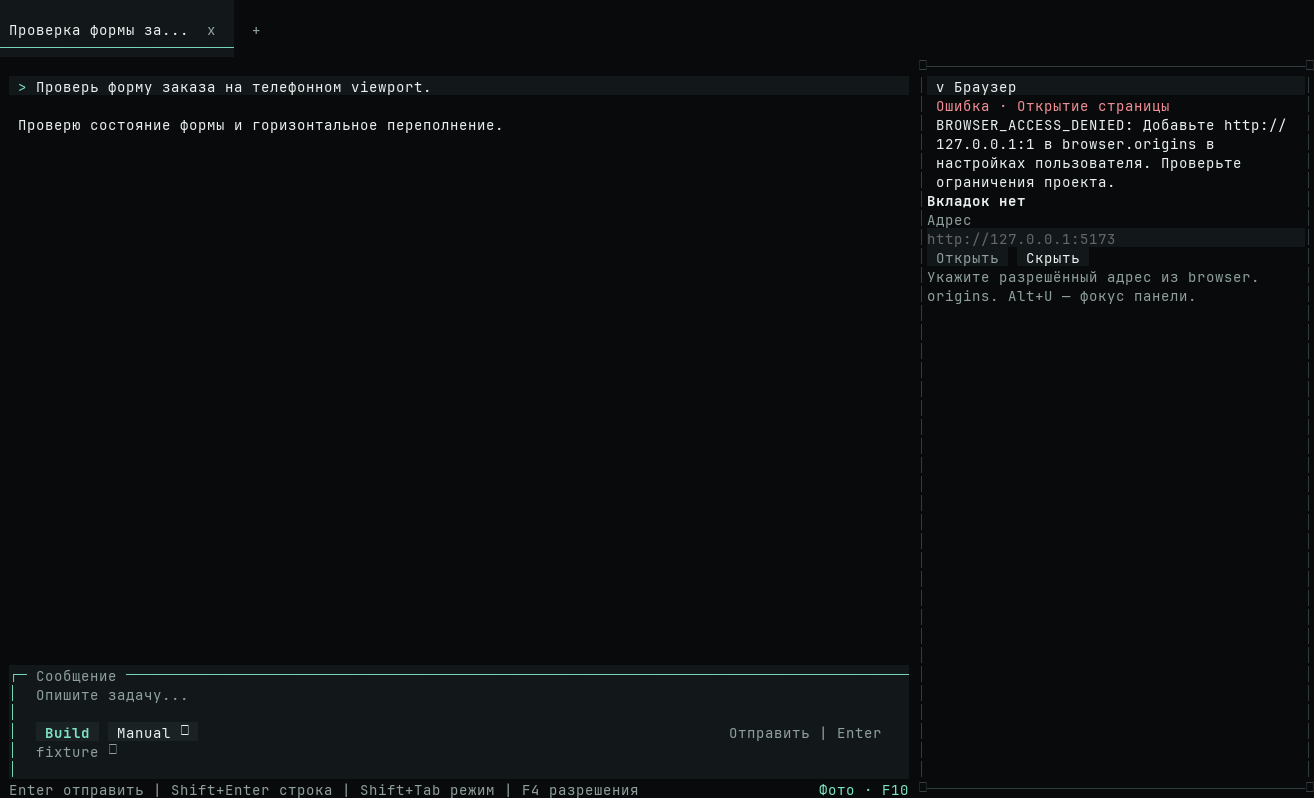 Проверка формы за... x +
> Проверь форму заказа на телефонном viewport.
Проверю состояние формы и горизонтальное переполнение.
v Браузер
Ошибка · Открытие страницы
BROWSER_ACCESS_DENIED: Добавьте http://
127.0.0.1:1 в browser.origins в
настройках пользователя. Проверьте
ограничения проекта.
Вкладок нет
Адрес
http://127.0.0.1:5173
Открыть Скрыть
Укажите разрешённый адрес из browser.
origins. Alt+U — фокус панели.
Сообщение
Опишите задачу...
Build Manual Отправить | Enter
fixture
Enter отправить | Shift+Enter строка | Shift+Tab режим | F4 разрешения Фото · F10